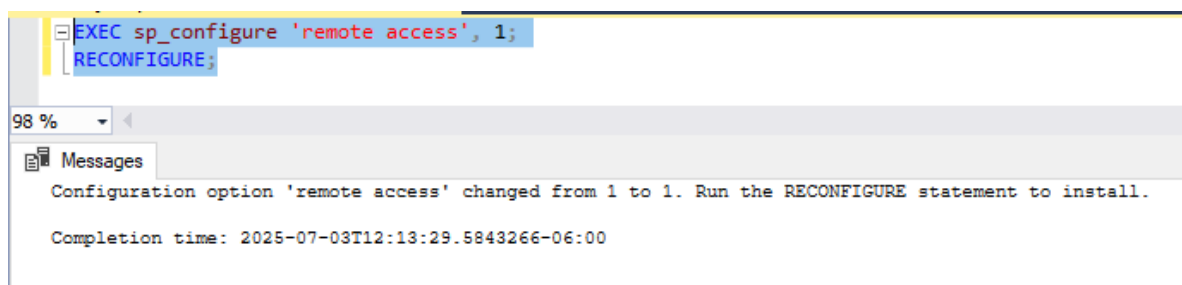 EXEC sp_configure 'remote access', 1;
RECONFIGURE;
98 %
Messages
Configuration option 'remote access' changed from 1 to 1. Run the RECONFIGURE statement to install.
Completion time: 2025-07-03T12:13:29.5843266-06:00